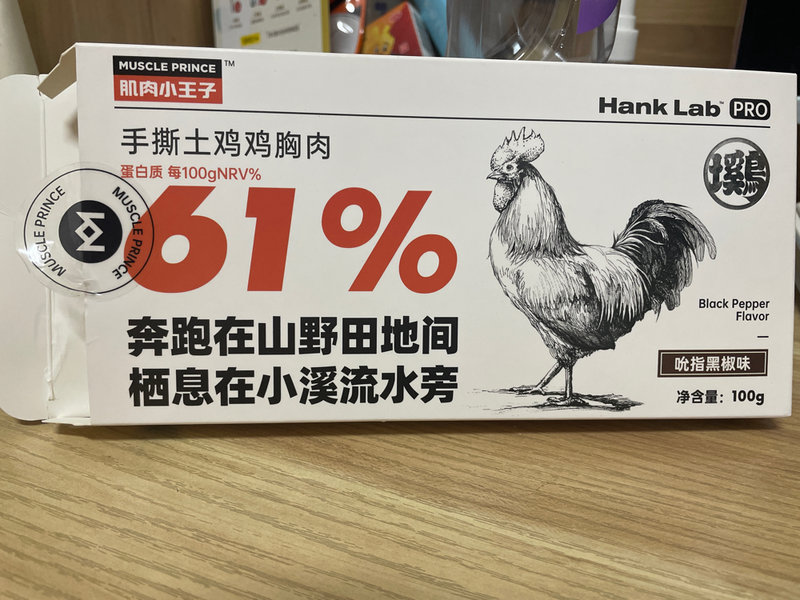 MUSCLE PRINCE™
肌肉小王子
Hank Lab™ PRO
手撕土鸡鸡胸肉
蛋白质 每100gNRV%
61%
MUSCLE PRINCE
MUSCLE PRINCE
奔跑在山野田地间
栖息在小溪流水旁
Black Pepper
Flavor
吮指黑椒味
净含量：100g